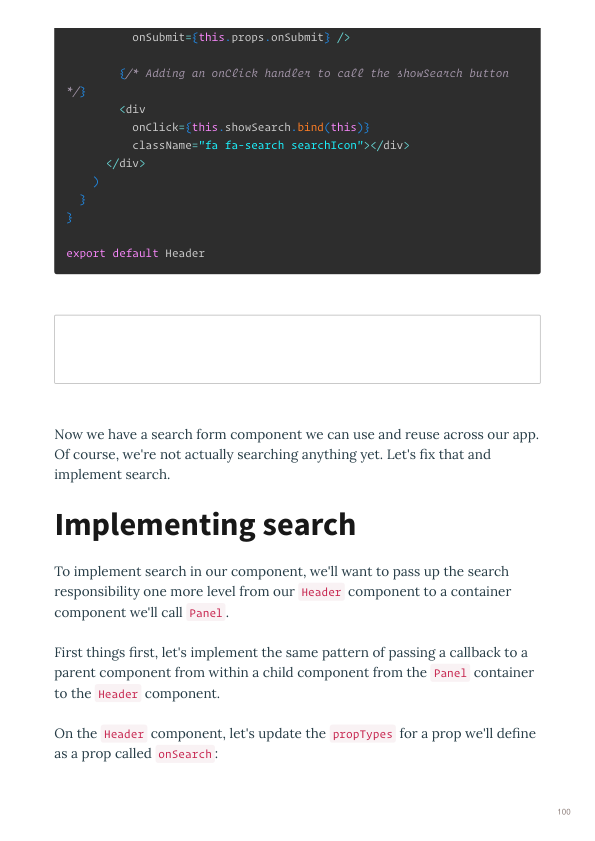 onSubmit={this.props.onSubmit} />
{/* Adding an onClick handler to call the showSearch button
*/}
<div
onClick={this.showSearch.bind(this)}
className="fa fa-search searchIcon"></div>
</div>
)
}
}
export default Header
Now we have a search form component we can use and reuse across our app.
Of course, we're not actually searching anything yet. Let's fix that and
implement search.
Implementing search
To implement search in our component, we'll want to pass up the search
responsibility one more level from our Header component to a container
component we'll call Panel.
First things first, let's implement the same pattern of passing a callback to a
parent component from within a child component from the Panel container
to the Header component.
On the Header component, let's update the propTypes for a prop we'll define
as a prop called onSearch:
100